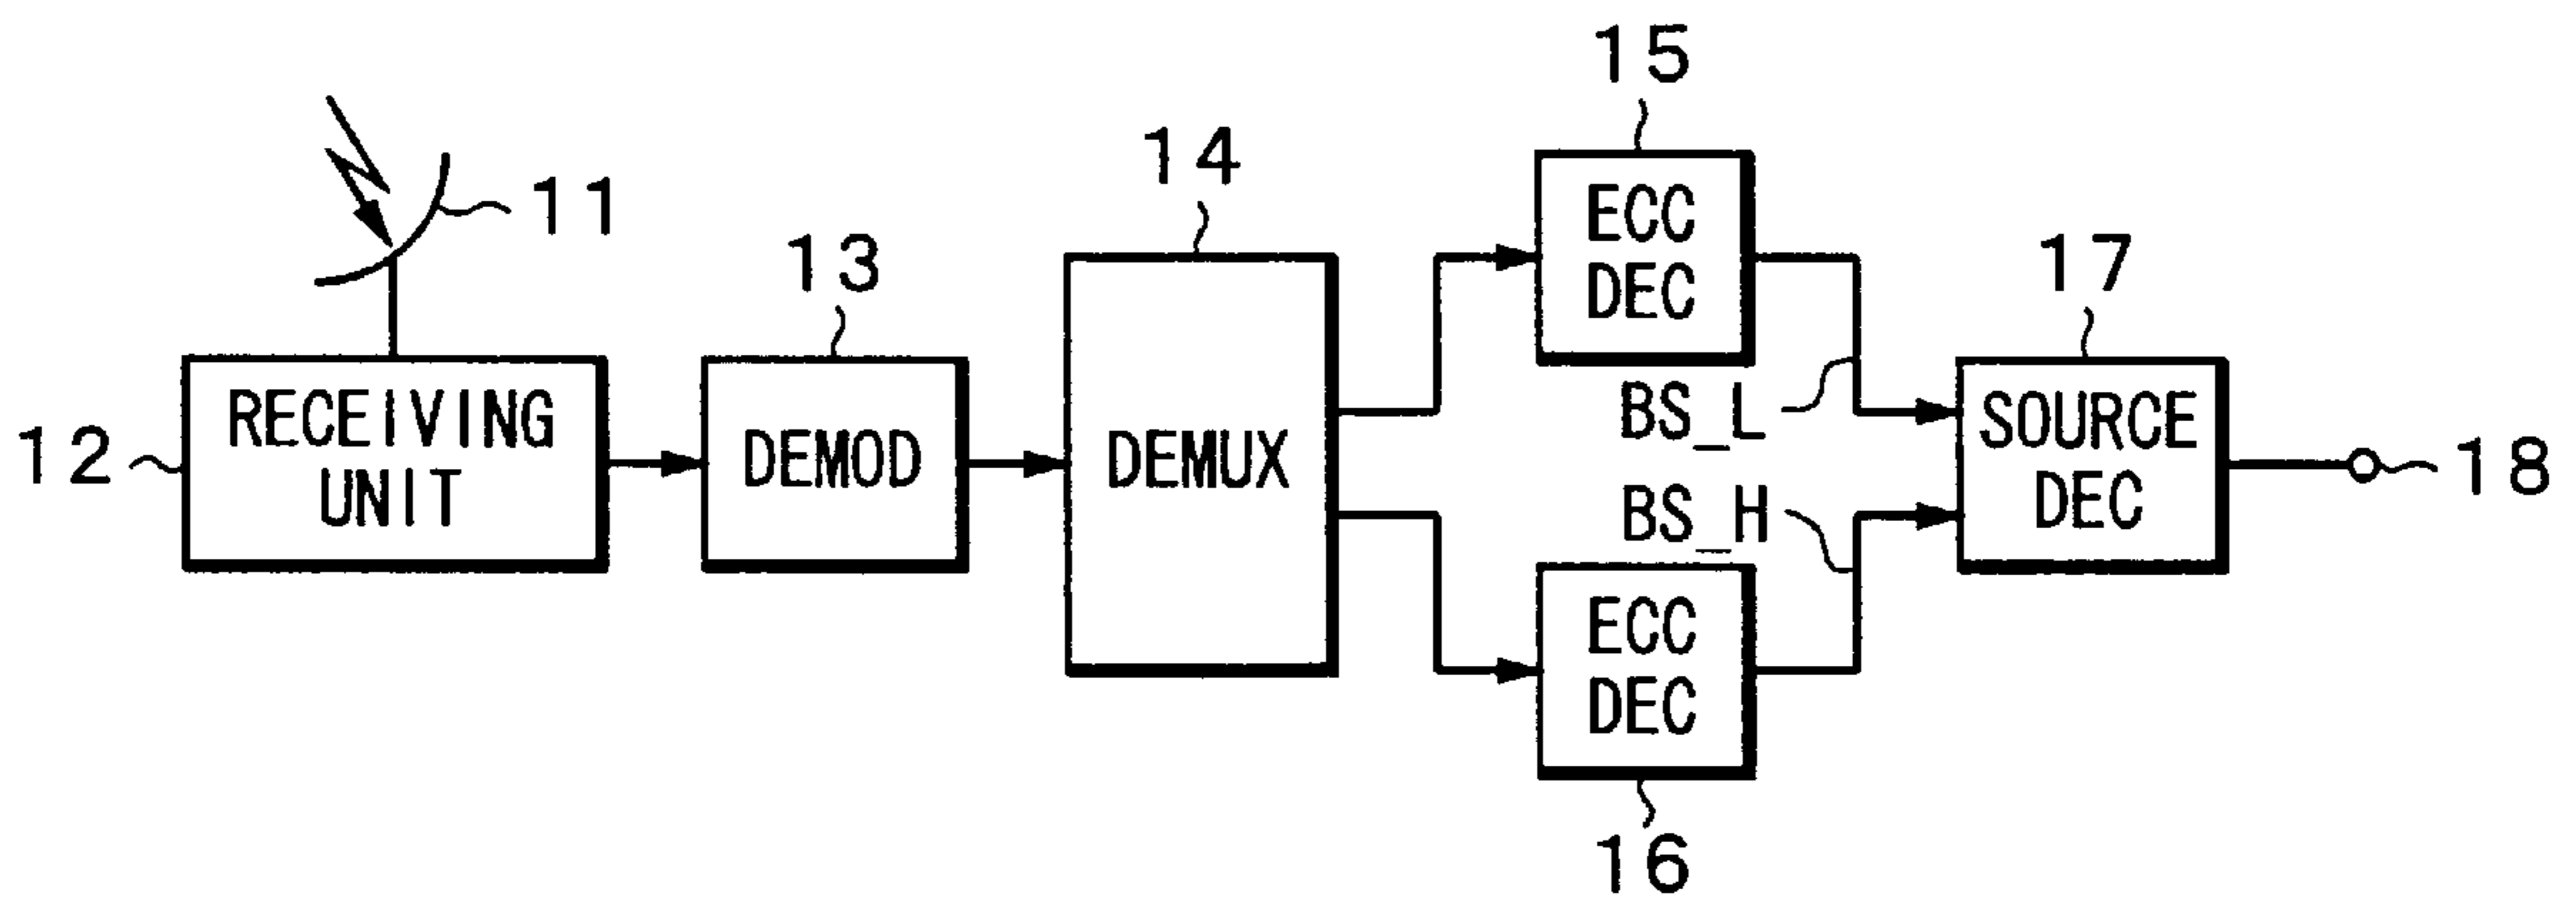 15
14
11
ECC
DEC
13
17
12
RECEIVING
UNIT
DEMOD
DEMUX
BS_L
SOURCE
DEC
18
BS_H
ECC
DEC
16